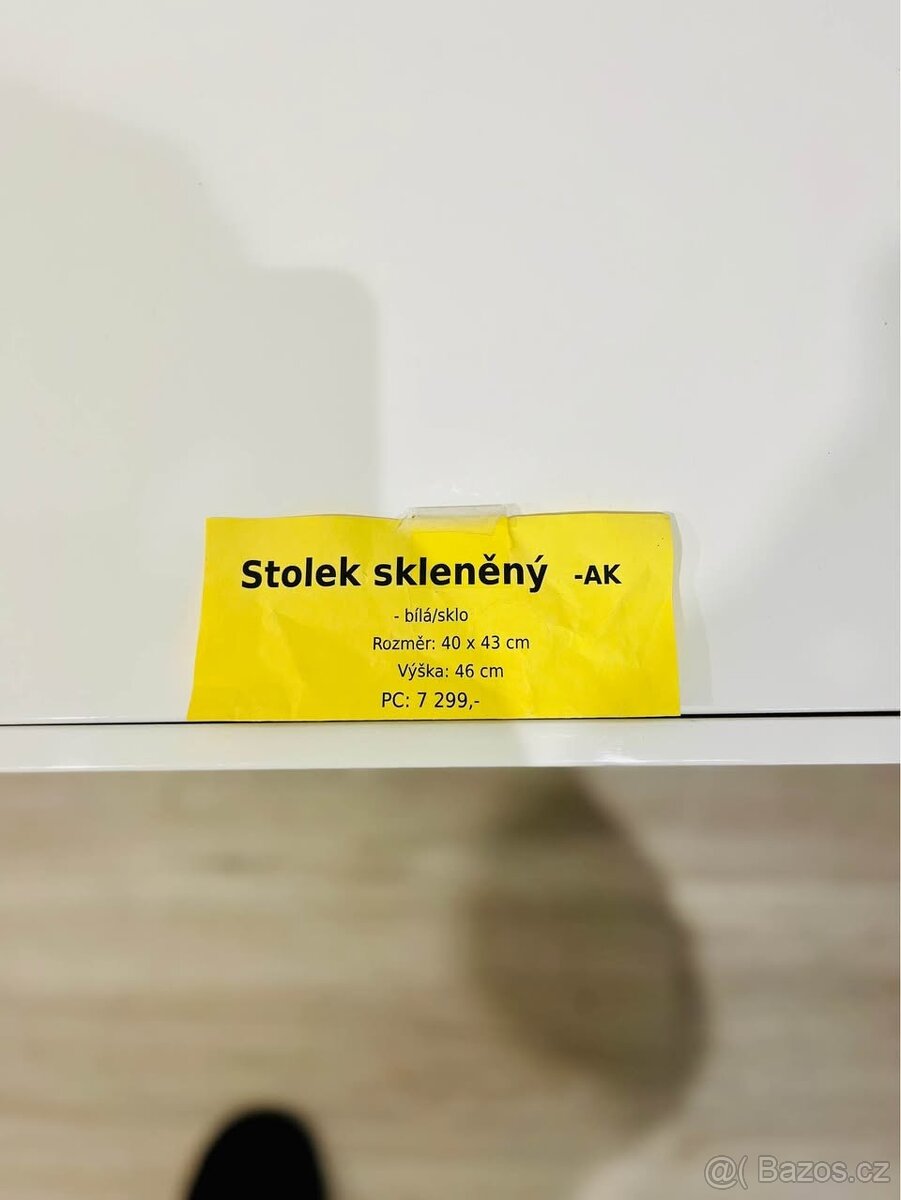 Stolek skleněný -AK
- bílá/sklo
Rozměr: 40 x 43 cm
Výška: 46 cm
PC: 7 299,-
@( Bazos.cz